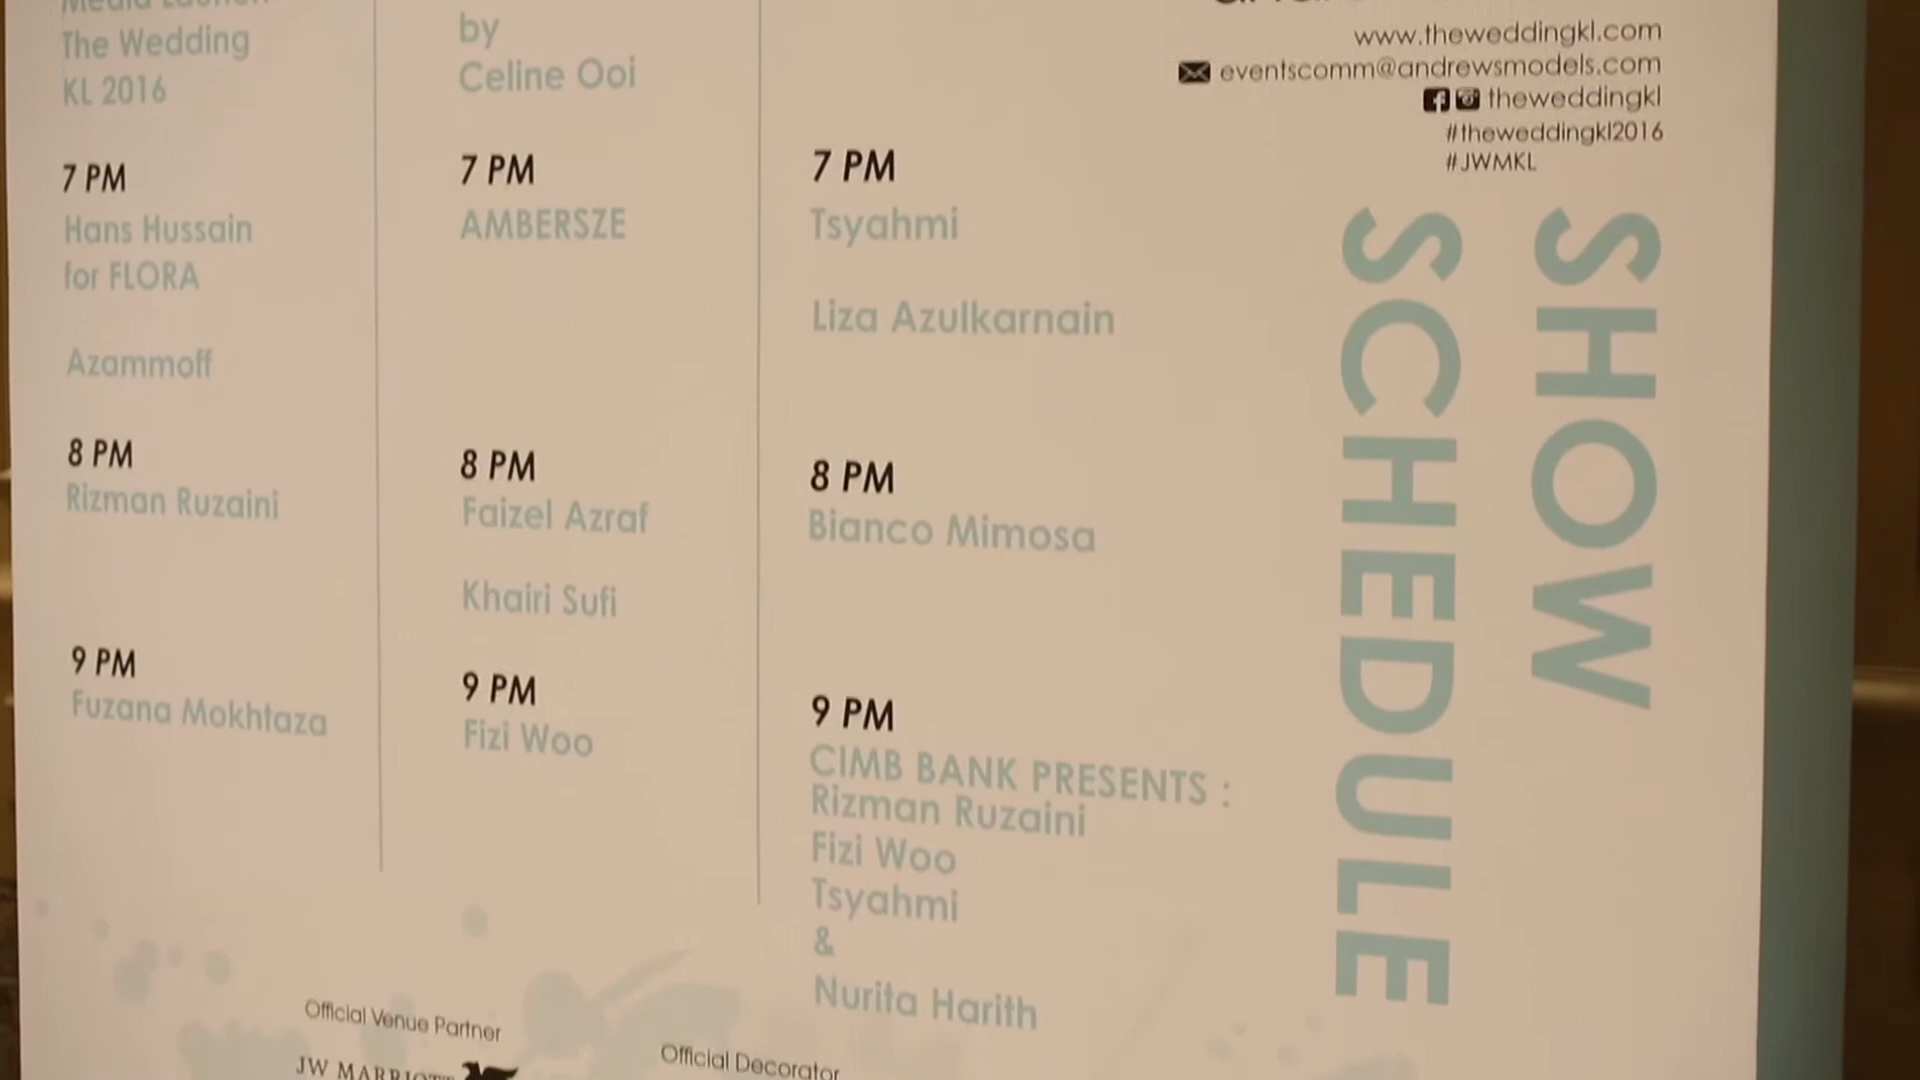 The Wedding
KL 2016
7 PM
Hans Hussain
for FLORA
Azammoff
8 PM
Rizman Ruzaini
9 PM
Fuzana Mokhtaza
by
Celine Ooi
7 PM
AMBERSZE
8 PM
Faizel Azraf
Khairi Sufi
9 PM
Fizi Woo
7 PM
Tsyahmi
Liza Azulkarnain
8 PM
Bianco Mimosa
9 PM
CIMB BANK PRESENTS :
Rizman Ruzaini
Fizi Woo
Tsyahmi
&
Nurita Harith
www.theweddingkl.com
eventscomm@andrewsmodels.com
theweddingkl
#theweddingkl2016
#JWMKL
SHOW
SCHEDULE
Official Venue Partner
JW MARRIOTT
Official Decorator